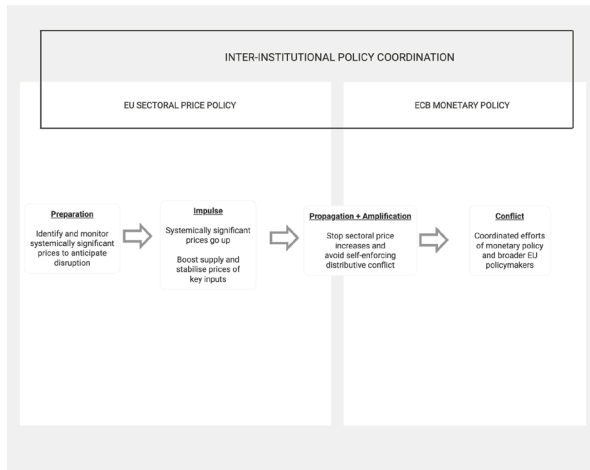 INTER-INSTITUTIONAL POLICY COORDINATION
EU SECTORAL PRICE POLICY
ECB MONETARY POLICY
Preparation
Identify and monitor
systemically significant
prices to anticipate
disruption
Impulse
Systemically significant
prices go up
Boost supply and
stabilise prices of
key inputs
Propagation + Amplification
Stop sectoral price
increases and
avoid self-enforcing
distributive conflict
Conflict
Coordinated efforts
of monetary policy
and broader EU
policymakers